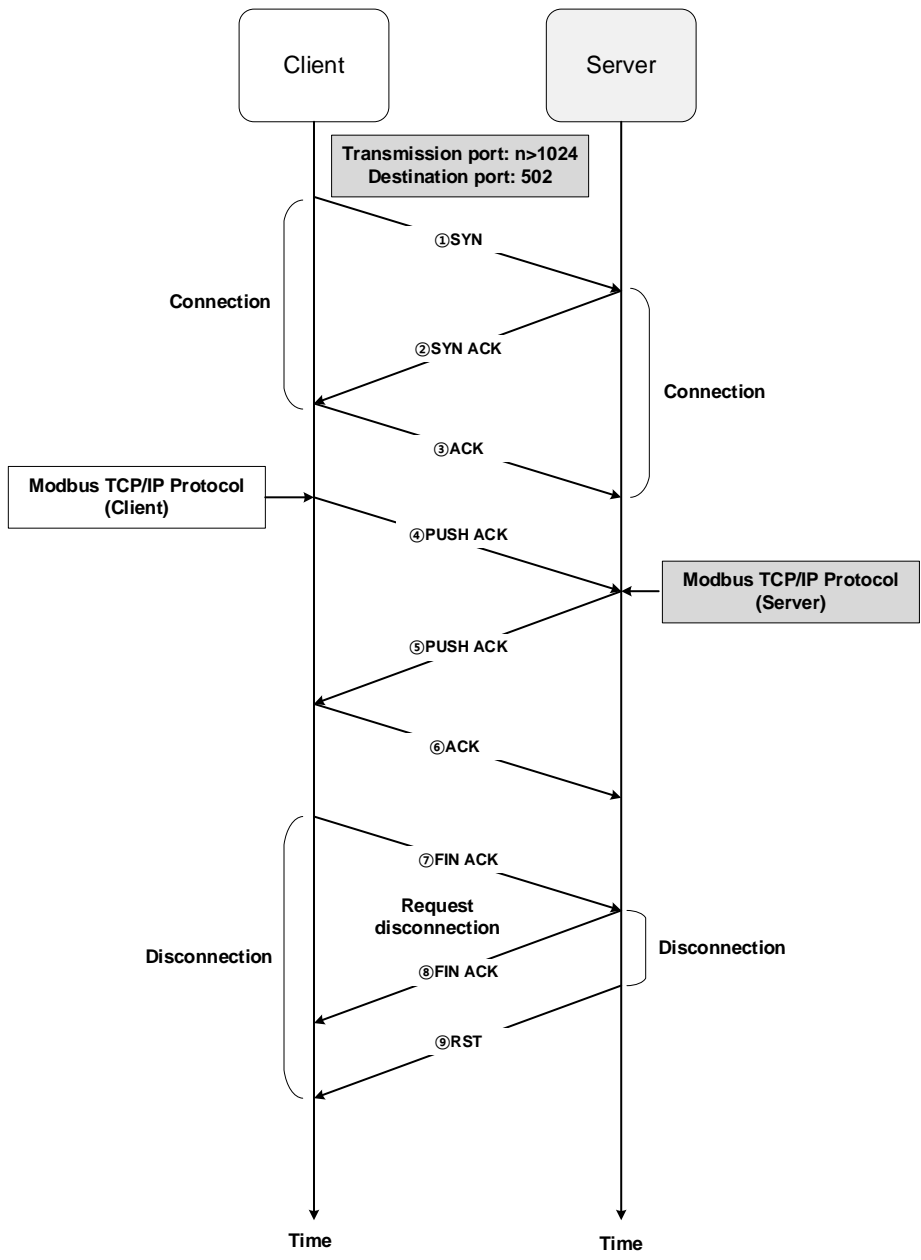 Client
Server
Transmission port: n>1024
Destination port: 502
①SYN
Connection
②SYN ACK
Connection
③ACK
Modbus TCP/IP Protocol
(Client)
④PUSH ACK
Modbus TCP/IP Protocol
(Server)
⑤PUSH ACK
⑥ACK
⑦FIN ACK
Request
disconnection
Disconnection
Disconnection
⑧FIN ACK
⑨RST
Time
Time